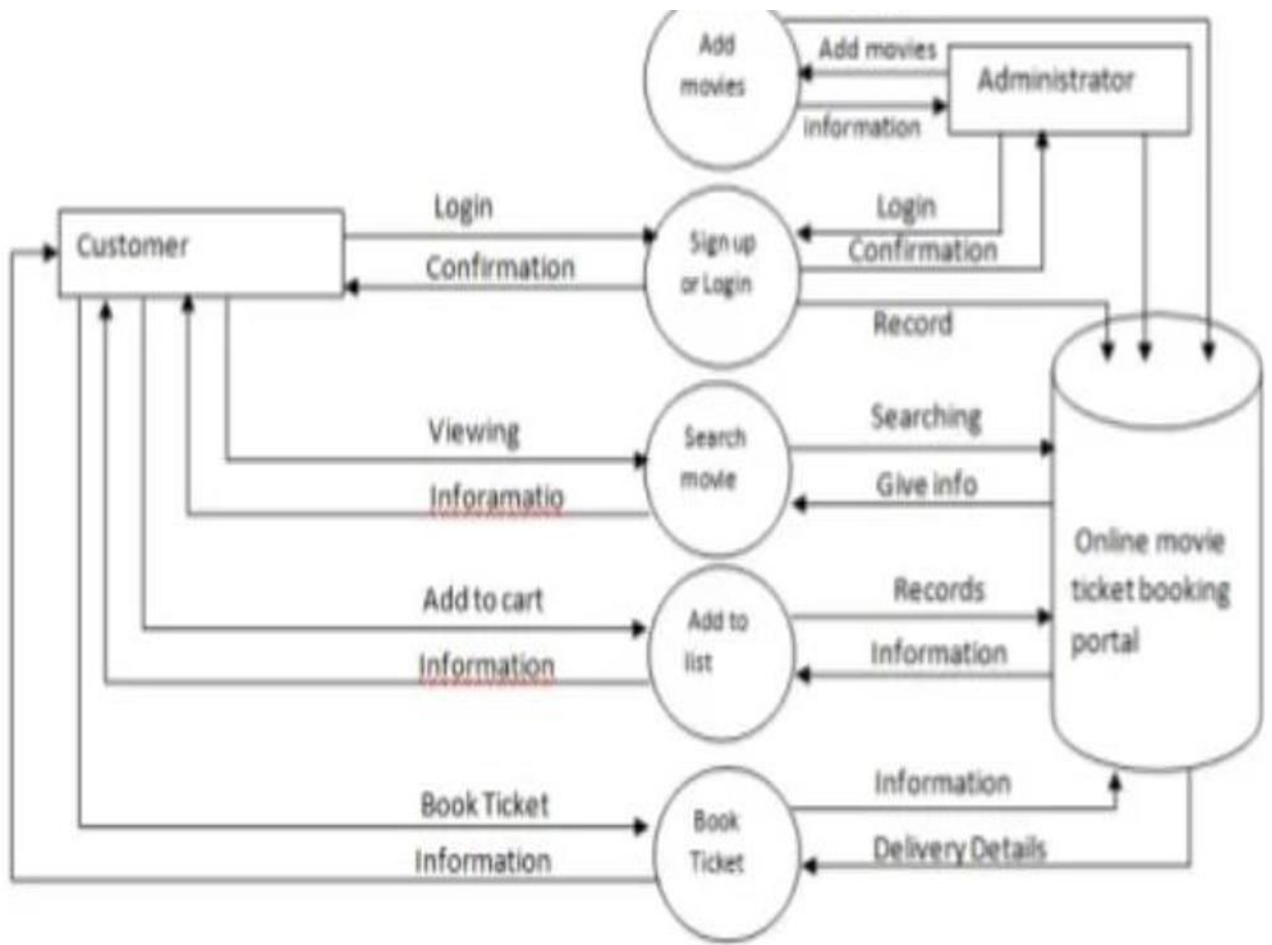 Add
movies
Add movies
Administrator
information
Login
Customer
Login
Sign up
or Login
Confirmation
Confirmation
Record
Viewing
Search
movie
Searching
Inforamatio
Give info
Online movie
ticket booking
portal
Add to cart
Add to
list
Records
Information
Information
Book Ticket
Book
Ticket
Information
Information
Delivery Details